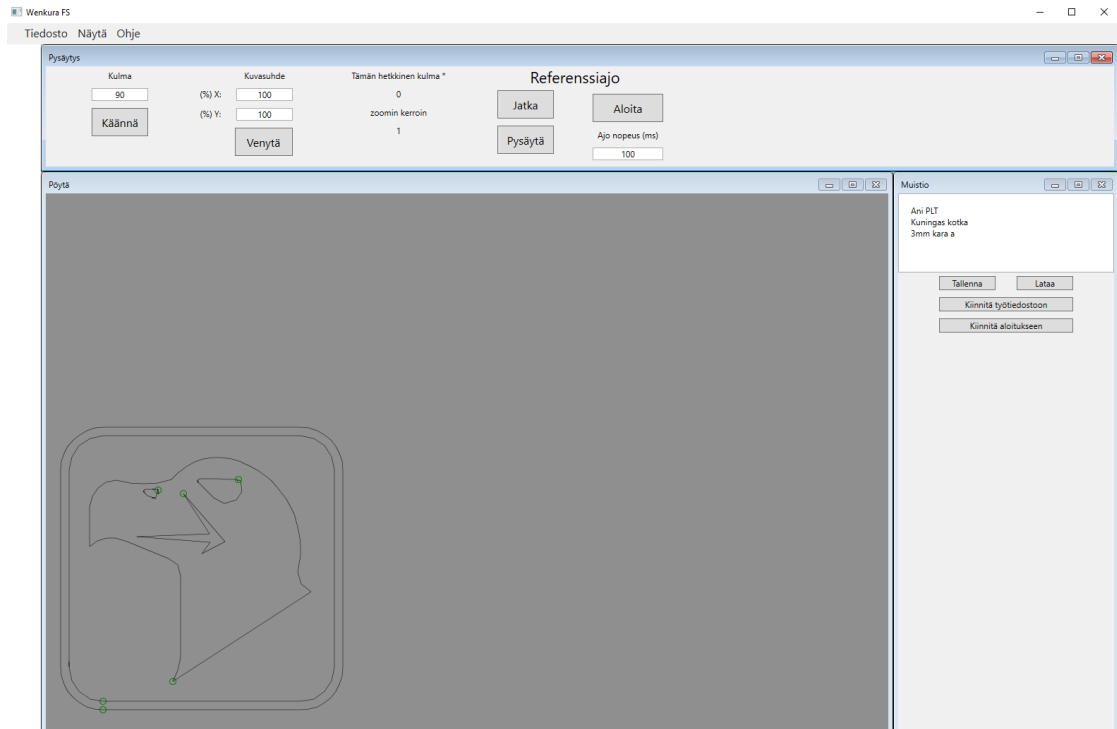 Wenkura FS
Tiedosto Näytä Ohje
Pysäytys
Kulma
90
Käännä
Kuvasuhde
(%) X: 100
(%) Y: 100
Venytä
Tämän hetkkinen kulma °
0
zoomin kerroin
1
Referenssiajo
Jatka
Aloita
Pysäytä
Ajo nopeus (ms)
100
Pöytä
Muistio
Ani PLT
Kuningas kotka
3mm kara a
Tallenna Lataa
Kiinnitä työtiedostoon
Kiinnitä aloitukseen